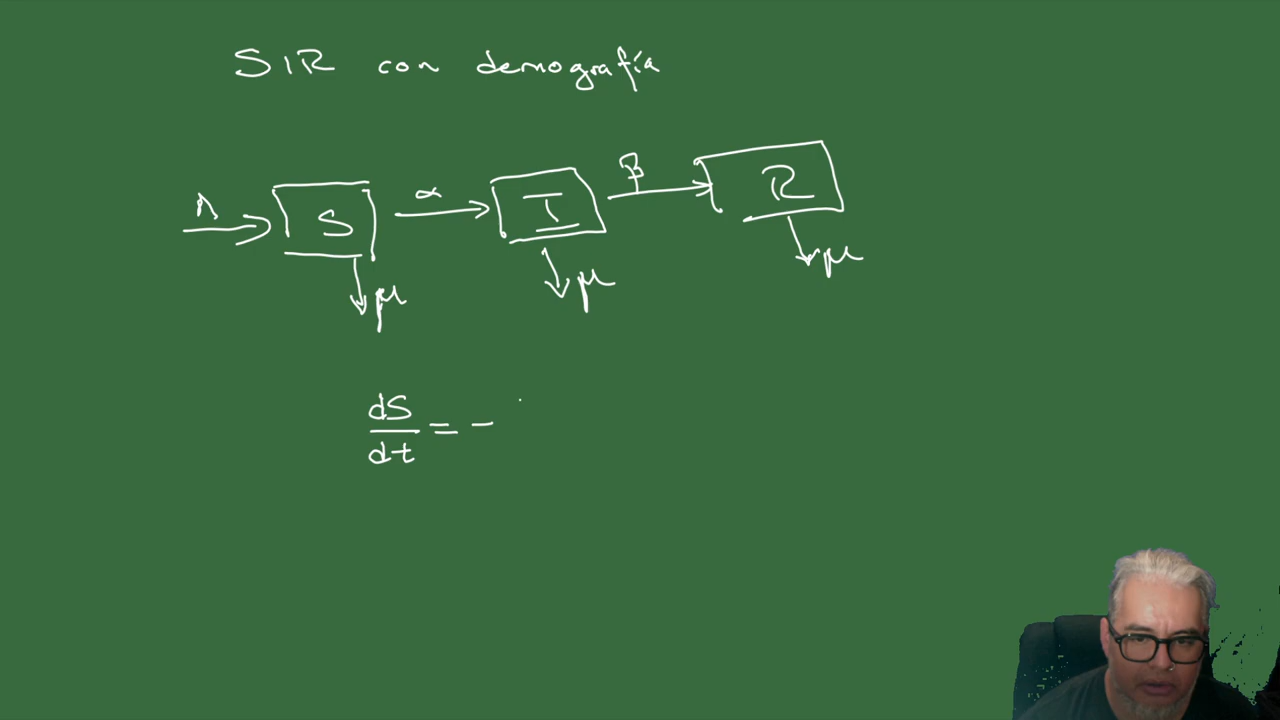 SIR con demografía
Λ S α I β R
μ μ μ
dS/dt = -